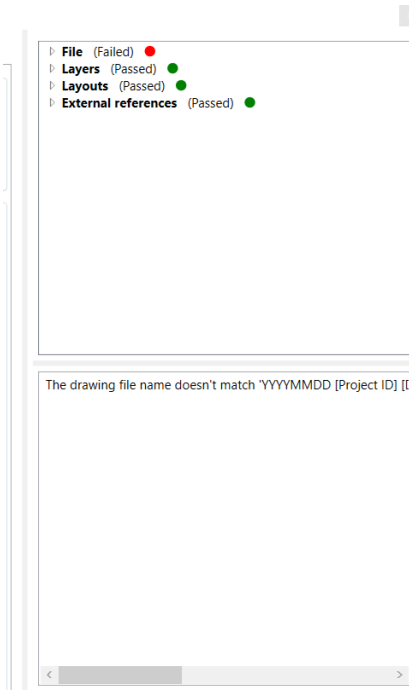 File (Failed)
Layers (Passed)
Layouts (Passed)
External references (Passed)
The drawing file name doesn't match 'YYYYMMDD [Project ID] [